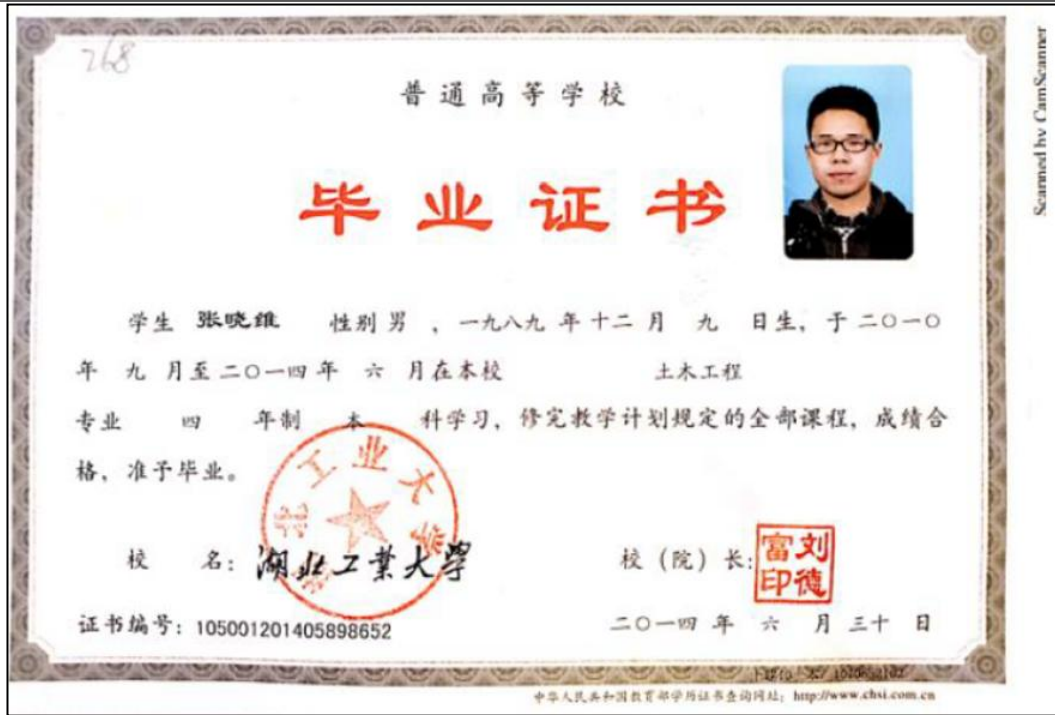 268
普通高等学校
毕业证书
学生 张晓维 性别 男 ，一九八九 年 十二 月 九 日生，于 二〇一〇
年 九 月至 二〇一四 年 六 月在本校 土木工程
专业 四 年制 本 科学习，修完教学计划规定的全部课程，成绩合
格，准予毕业。
湖北工业大学
校 名：湖北工業大學
校（院）长：刘德富印
证书编号：105001201405898652
二〇一四 年 六 月 三十 日
中华人民共和国教育部学历证书查询网址：http://www.chsi.com.cn
Scanned by CamScanner